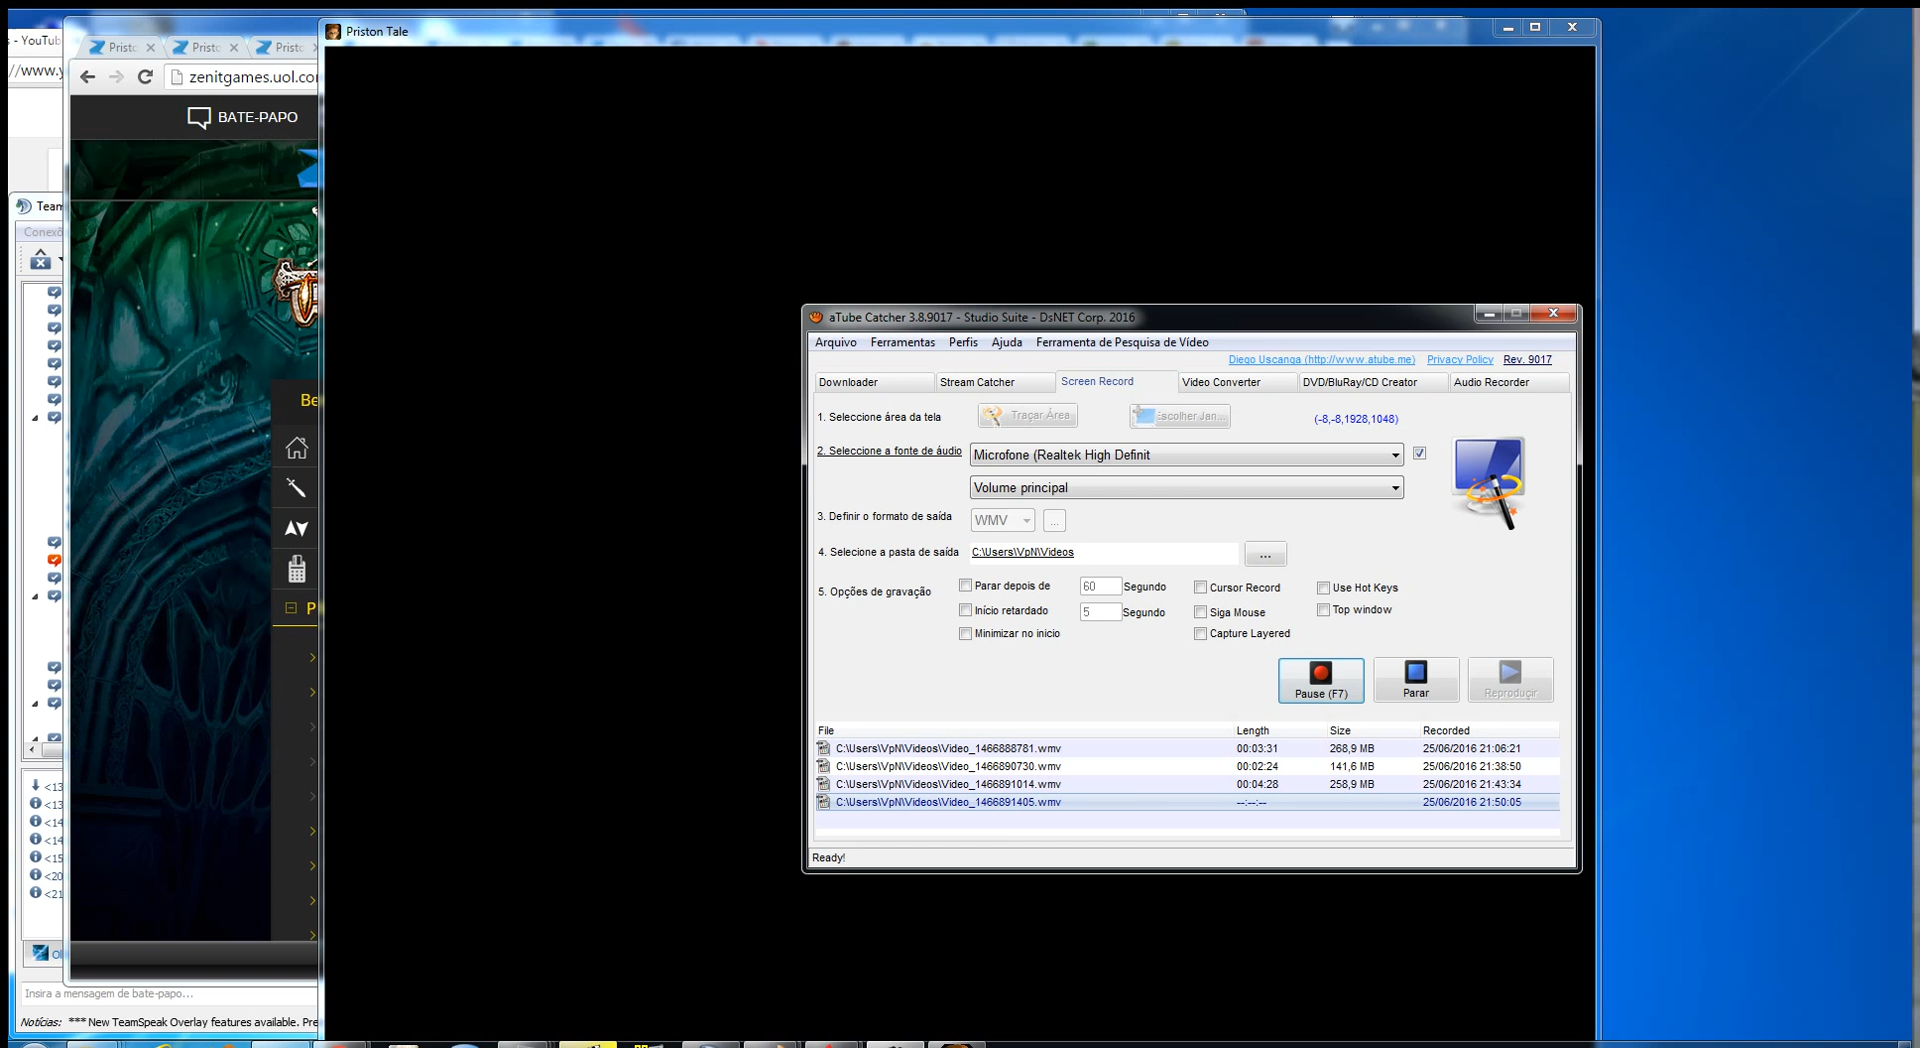 Priston Tale
- YouTub
Pristo
Pristo
Pristo
//www.y
zenitgames.uol.co
BATE-PAPO
Team
Conexõ
Be
P
aTube Catcher 3.8.9017 - Studio Suite - DsNET Corp. 2016
Arquivo Ferramentas Perfis Ajuda Ferramenta de Pesquisa de Vídeo
Diego Uscanga (http://www.atube.me) Privacy Policy Rev. 9017
Downloader Stream Catcher Screen Record Video Converter DVD/BluRay/CD Creator Audio Recorder
1. Seleccione área da tela Traçar Área Escolher Jan... (-8,-8,1928,1048)
2. Seleccione a fonte de áudio Microfone (Realtek High Definit
Volume principal
3. Definir o formato de saída WMV ...
4. Selecione a pasta de saída C:\Users\VpN\Videos ...
5. Opções de gravação
Parar depois de 60 Segundo Cursor Record Use Hot Keys
Início retardado 5 Segundo Siga Mouse Top window
Minimizar no inicio Capture Layered
Pause (F7) Parar Reproducir
File Length Size Recorded
C:\Users\VpN\Videos\Video_1466888781.wmv 00:03:31 268,9 MB 25/06/2016 21:06:21
C:\Users\VpN\Videos\Video_1466890730.wmv 00:02:24 141,6 MB 25/06/2016 21:38:50
C:\Users\VpN\Videos\Video_1466891014.wmv 00:04:28 258,9 MB 25/06/2016 21:43:34
C:\Users\VpN\Videos\Video_1466891405.wmv --:--:-- 25/06/2016 21:50:05
Ready!
<13
<13
<14
<14
<15
<20
<21
Insira a mensagem de bate-papo...
Notícias: *** New TeamSpeak Overlay features available. Pre